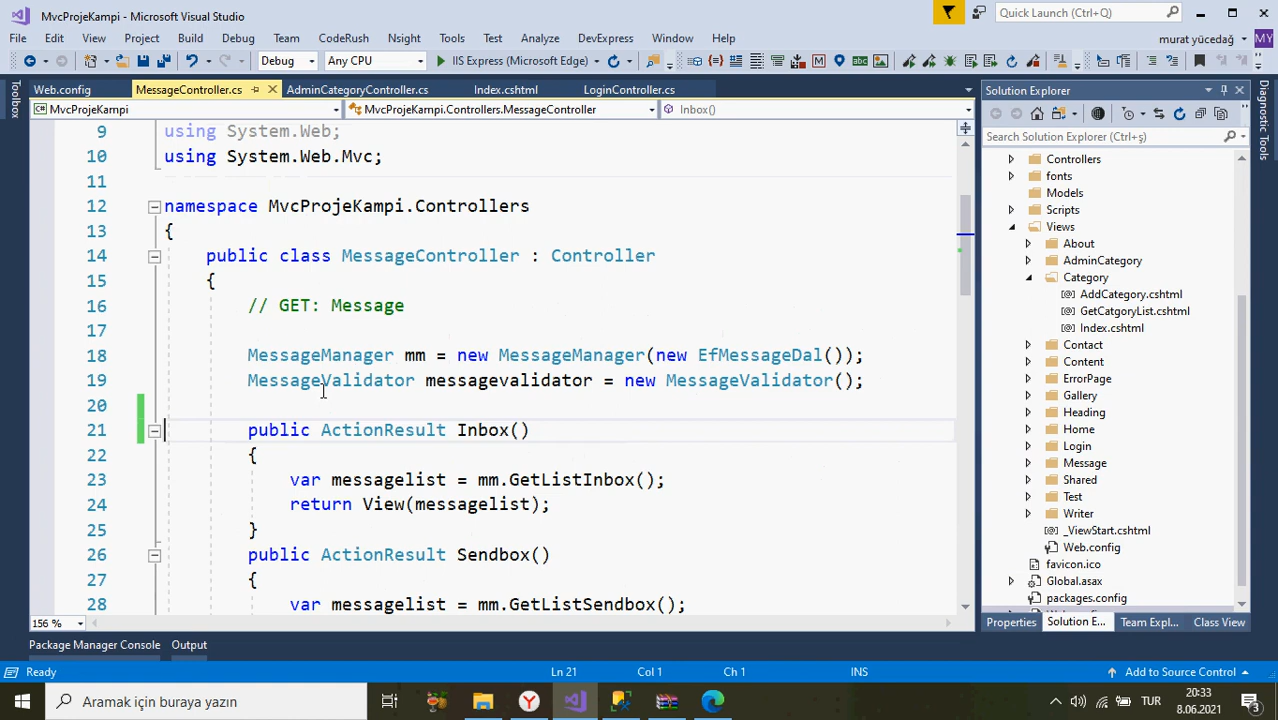 MvcProjeKampi - Microsoft Visual Studio
Quick Launch (Ctrl+Q)
File Edit View Project Build Debug Team CodeRush Nsight Tools Test Analyze DevExpress Window Help
murat yücedağ MY
Debug Any CPU IIS Express (Microsoft Edge)
Toolbox
Web.config MessageController.cs AdminCategoryController.cs Index.cshtml LoginController.cs
MvcProjeKampi MvcProjeKampi.Controllers.MessageController Inbox()
9 using System.Web;
10 using System.Web.Mvc;
11
12 namespace MvcProjeKampi.Controllers
13 {
14 public class MessageController : Controller
15 {
16 // GET: Message
17
18 MessageManager mm = new MessageManager(new EfMessageDal());
19 MessageValidator messagevalidator = new MessageValidator();
20
21 public ActionResult Inbox()
22 {
23 var messagelist = mm.GetListInbox();
24 return View(messagelist);
25 }
26 public ActionResult Sendbox()
27 {
28 var messagelist = mm.GetListSendbox();
156 %
Solution Explorer
Search Solution Explorer (Ctrl+ş)
Controllers
fonts
Models
Scripts
Views
About
AdminCategory
Category
AddCategory.cshtml
GetCatgoryList.cshtml
Index.cshtml
Contact
Content
ErrorPage
Gallery
Heading
Home
Login
Message
Shared
Test
Writer
_ViewStart.cshtml
Web.config
favicon.ico
Global.asax
packages.config
Properties Solution E... Team Expl... Class View
Diagnostic Tools
Package Manager Console Output
Ready Ln 21 Col 1 Ch 1 INS Add to Source Control
Aramak için buraya yazın
TUR
20:33
8.06.2021
3